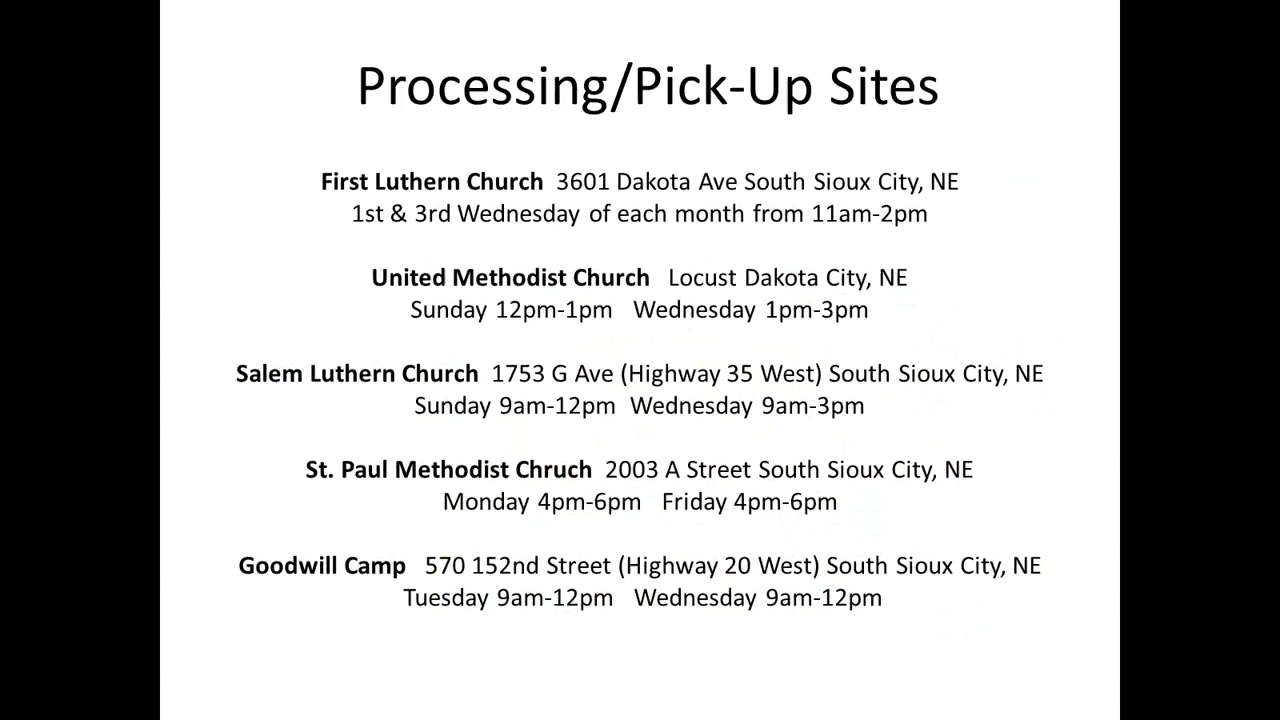 Processing/Pick-Up Sites
First Luthern Church 3601 Dakota Ave South Sioux City, NE
1st & 3rd Wednesday of each month from 11am-2pm
United Methodist Church Locust Dakota City, NE
Sunday 12pm-1pm Wednesday 1pm-3pm
Salem Luthern Church 1753 G Ave (Highway 35 West) South Sioux City, NE
Sunday 9am-12pm Wednesday 9am-3pm
St. Paul Methodist Chruch 2003 A Street South Sioux City, NE
Monday 4pm-6pm Friday 4pm-6pm
Goodwill Camp 570 152nd Street (Highway 20 West) South Sioux City, NE
Tuesday 9am-12pm Wednesday 9am-12pm